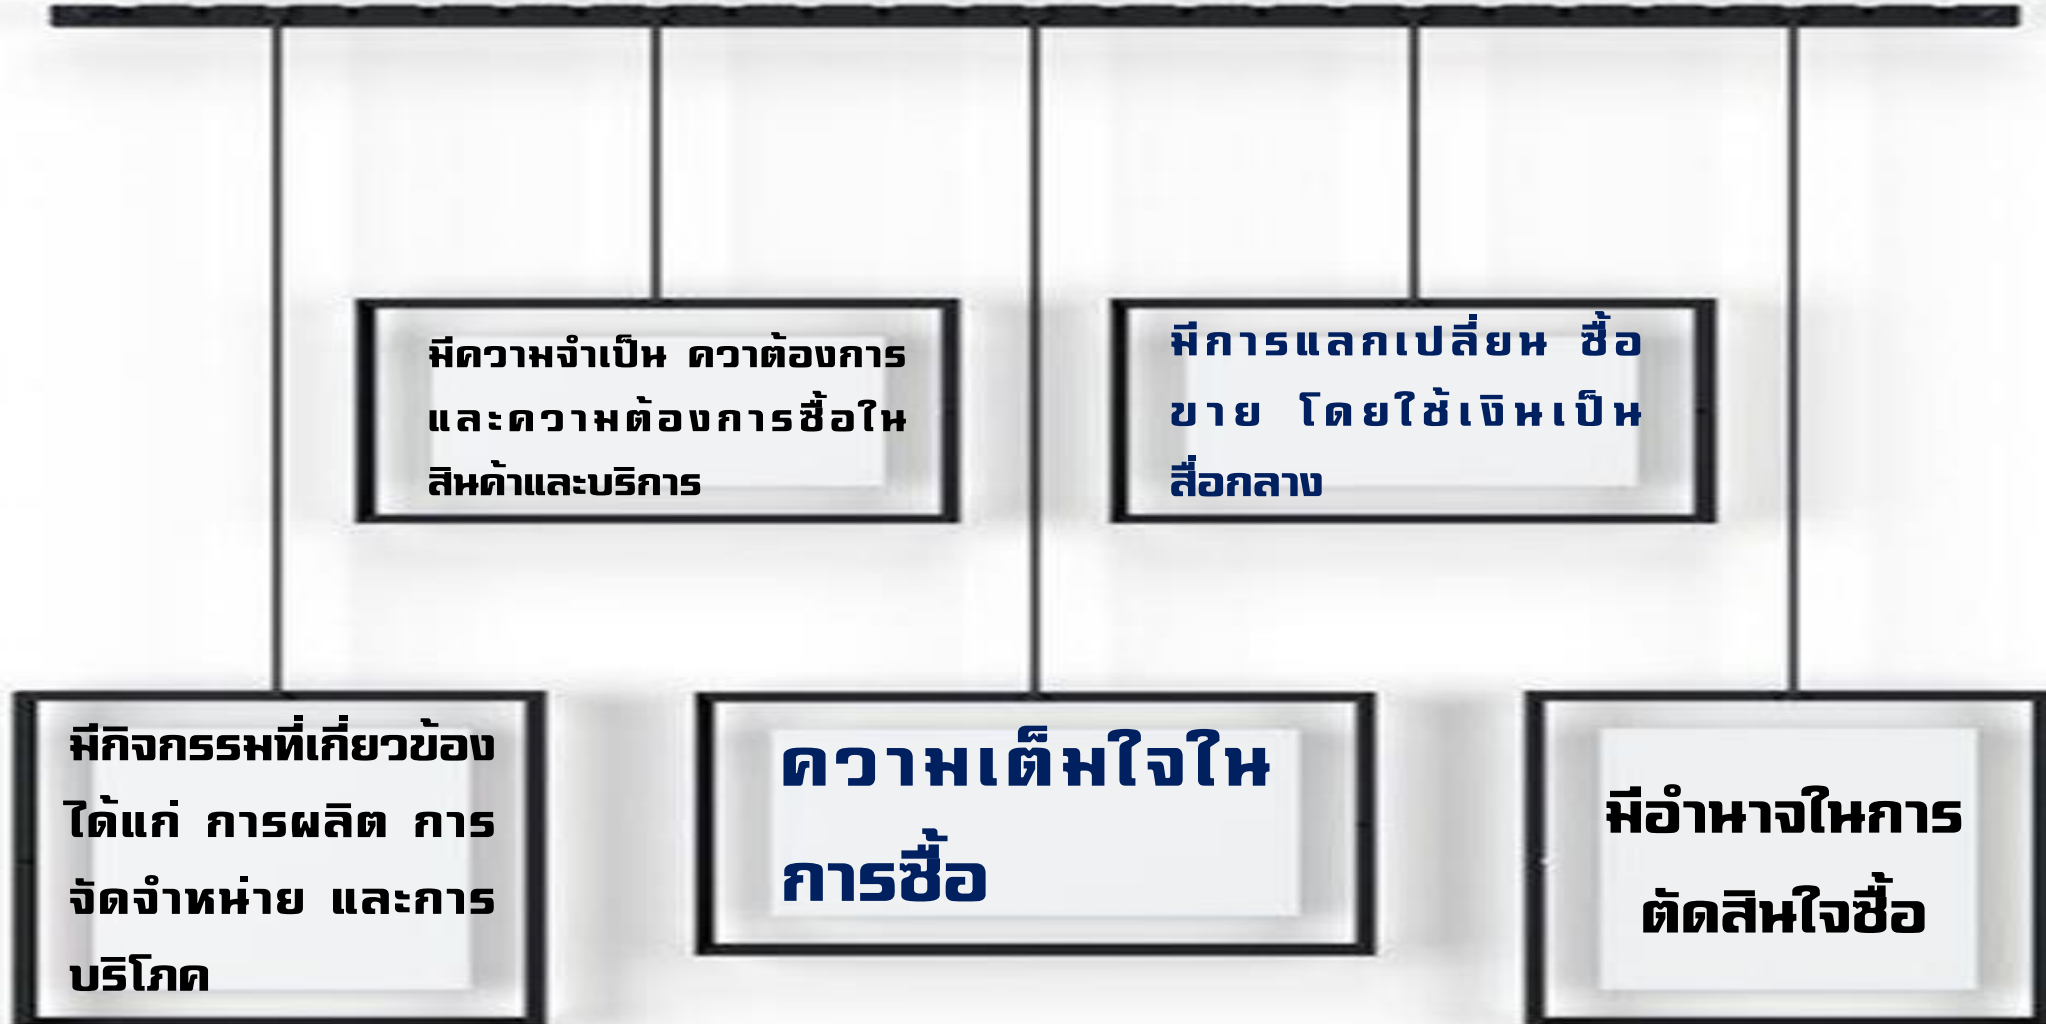 มีความจำเป็น ควาต้องการ
และความต้องการซื้อใน
สินค้าและบริการ
มีการแลกเปลี่ยน ซื้อ
ขาย โดยใช้เงินเป็น
สื่อกลาง
มีกิจกรรมที่เกี่ยวข้อง
ได้แก่ การผลิต การ
จัดจำหน่าย และการ
บริโภค
ความเต็มใจใน
การซื้อ
มีอำนาจในการ
ตัดสินใจซื้อ